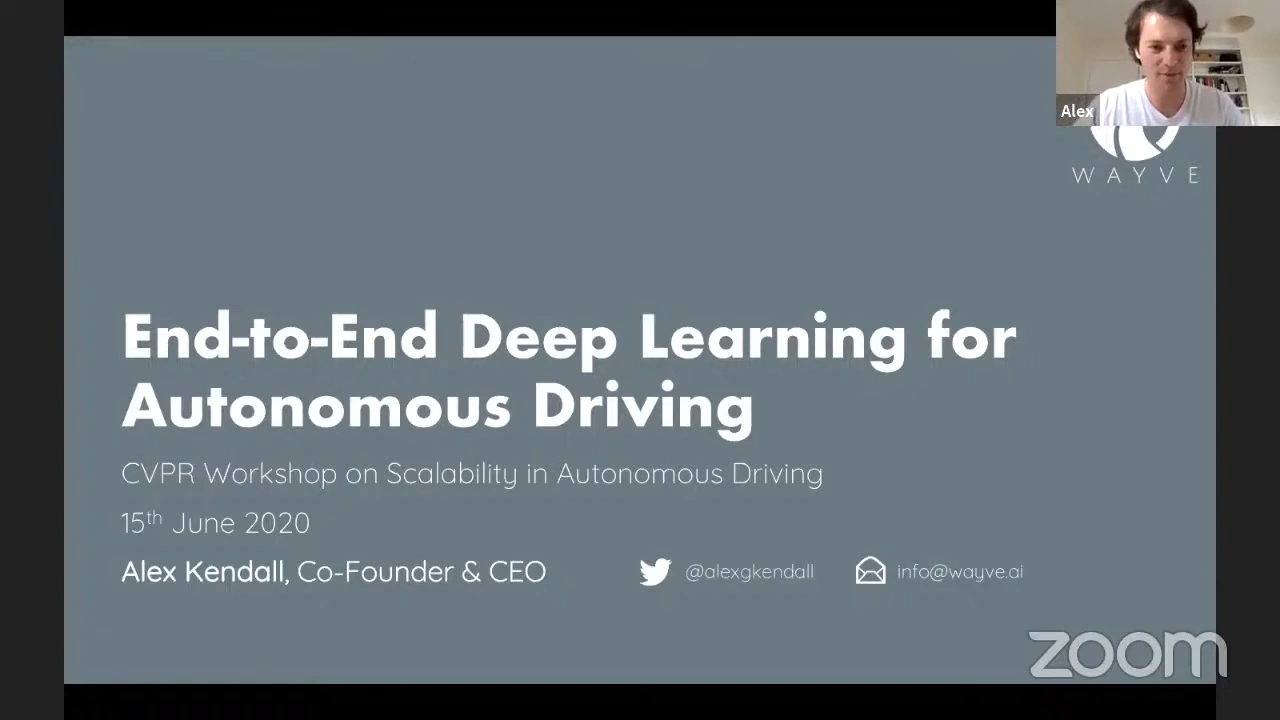 Alex
WAYVE
End-to-End Deep Learning for
Autonomous Driving
CVPR Workshop on Scalability in Autonomous Driving
15th June 2020
Alex Kendall, Co-Founder & CEO
@alexgkendall
info@wayve.ai
zoom